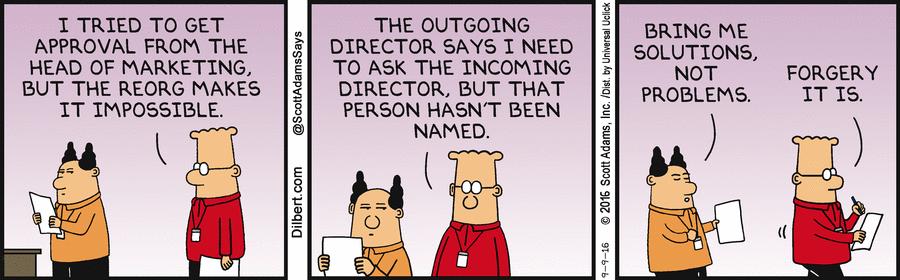 I TRIED TO GET
APPROVAL FROM THE
HEAD OF MARKETING,
BUT THE REORG MAKES
IT IMPOSSIBLE.
Dilbert.com @ScottAdamsSays
THE OUTGOING
DIRECTOR SAYS I NEED
TO ASK THE INCOMING
DIRECTOR, BUT THAT
PERSON HASN'T BEEN
NAMED.
9-9-16 © 2016 Scott Adams, Inc. /Dist. by Universal Uclick
BRING ME
SOLUTIONS,
NOT
PROBLEMS.
FORGERY
IT IS.